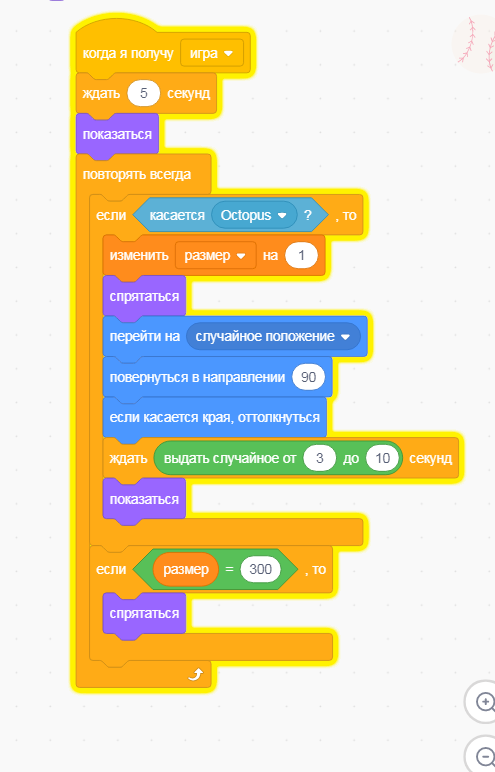 когда я получу игра
ждать 5 секунд
показаться
повторять всегда
если касается Octopus ? , то
изменить размер на 1
спрятаться
перейти на случайное положение
повернуться в направлении 90
если касается края, оттолкнуться
ждать выдать случайное от 3 до 10 секунд
показаться
если размер = 300 , то
спрятаться